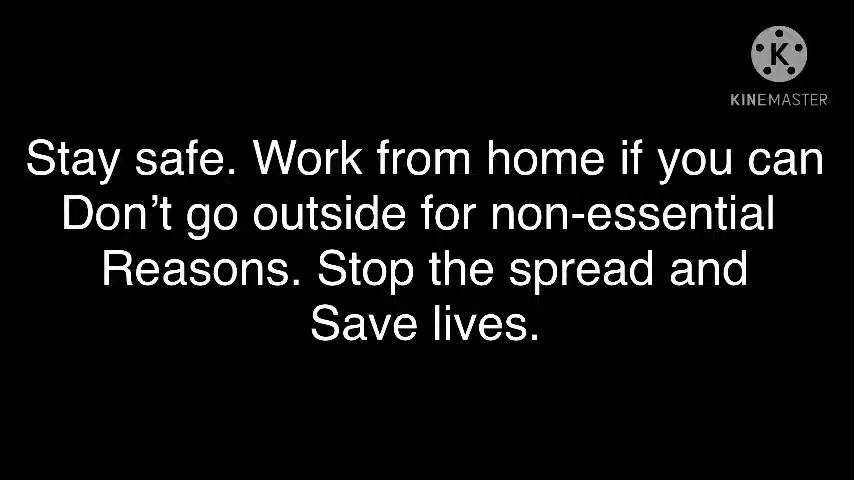 K
KINEMASTER
Stay safe. Work from home if you can
Don’t go outside for non-essential
Reasons. Stop the spread and
Save lives.